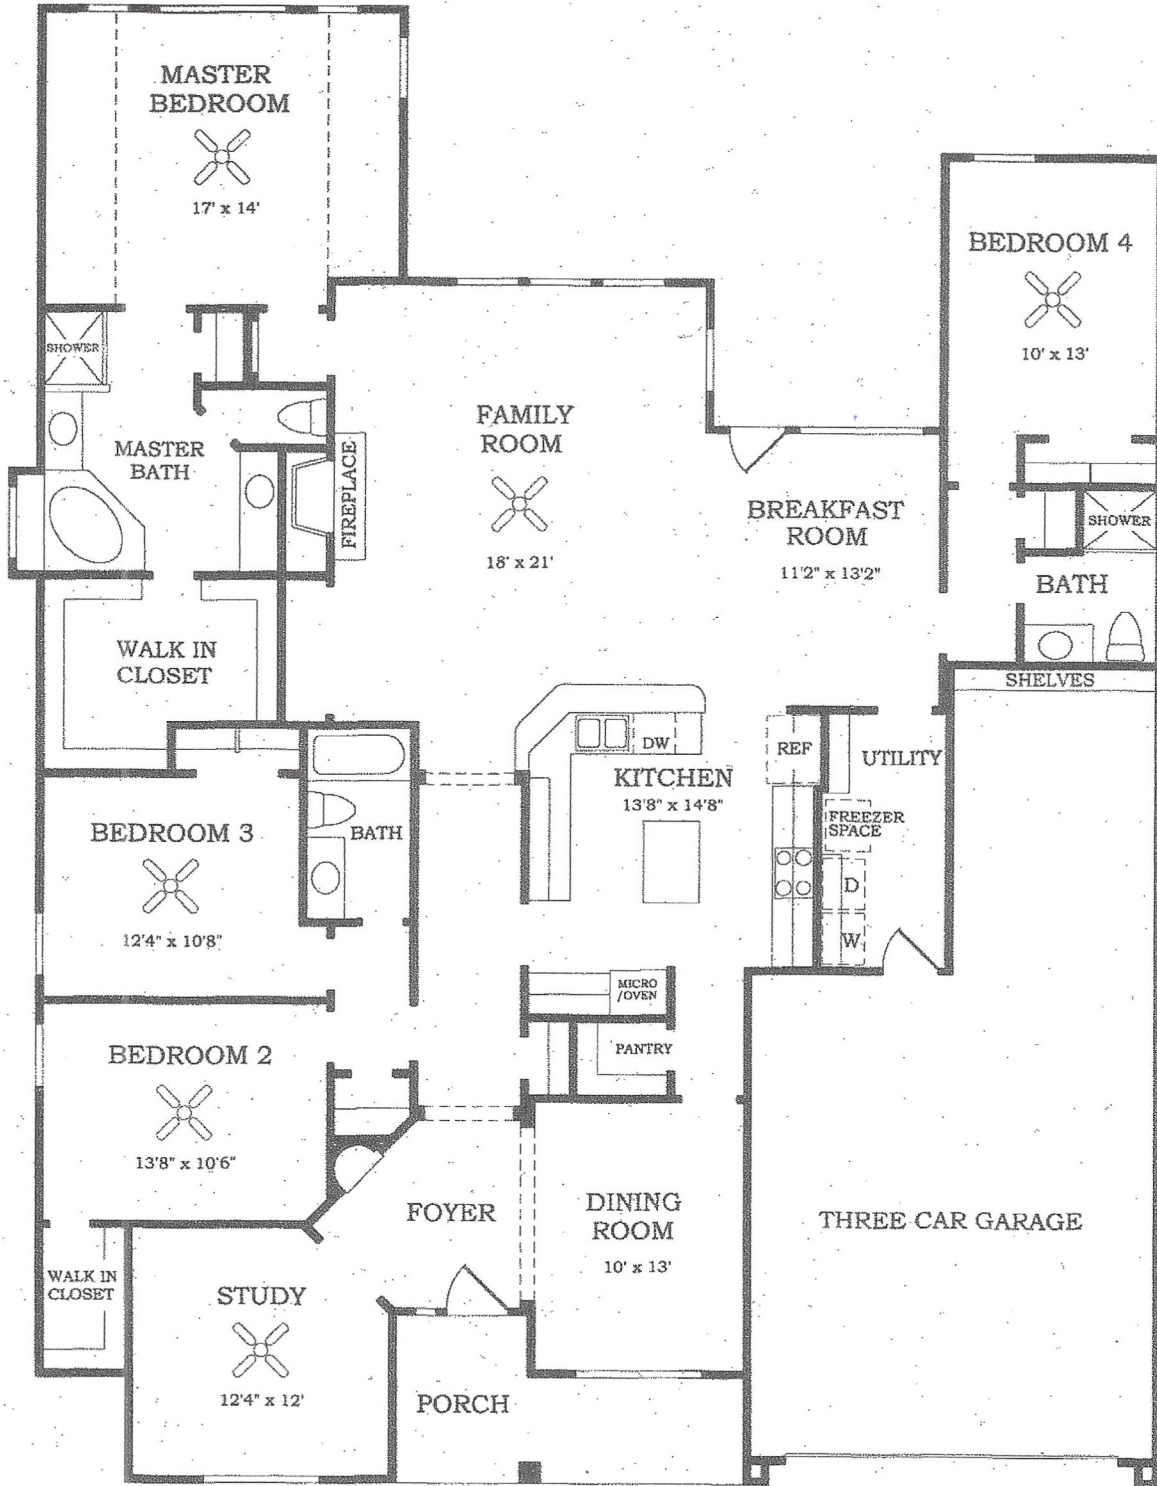 MASTER
BEDROOM
17' x 14'
BEDROOM 4
10' x 13'
SHOWER
MASTER
BATH
FIREPLACE
FAMILY
ROOM
18' x 21'
BREAKFAST
ROOM
11'2" x 13'2"
SHOWER
BATH
SHELVES
WALK IN
CLOSET
DW
REF
UTILITY
KITCHEN
13'8" x 14'8"
FREEZER
SPACE
D
W
BEDROOM 3
12'4" x 10'8"
BATH
MICRO
/OVEN
PANTRY
BEDROOM 2
13'8" x 10'6"
FOYER
DINING
ROOM
10' x 13'
THREE CAR GARAGE
WALK IN
CLOSET
STUDY
12'4" x 12'
PORCH